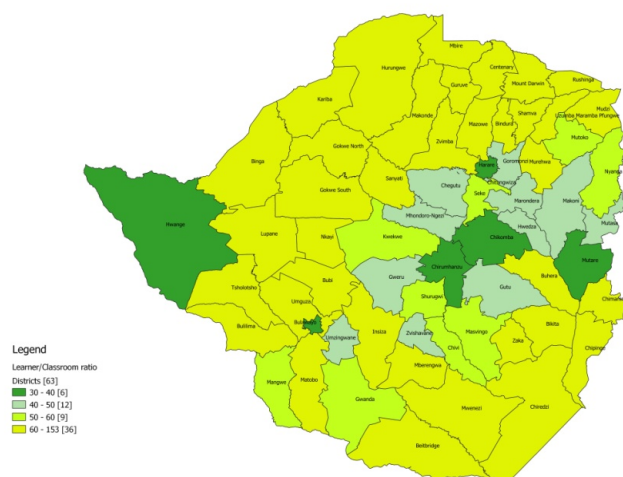 Mbire
Centenary
Hurungwe
Mount Darwin
Rushinga
Guruve
Kariba
Mudzi
Makonde
Shamva
Uzumba Maramba Pfungwe
Bindura
Mazowe
Zvimba
Mutoko
Gokwe North
Murehwa
Binga
Harare
Goromonzi
Nyanga
Sanyati
Chegutu
Gokwe South
Seke
Marondera
Makoni
Mhondoro-Ngezi
Mutasa
Hwange
Hwedza
Lupane
Nkayi
Kwekwe
Chikomba
Chirumhanzu
Mutare
Buhera
Gweru
Gutu
Bubi
Tsholotsho
Umguza
Shurugwi
Bulilima
Umzingwane
Insiza
Zvishavane
Masvingo
Bikita
Chivi
Zaka
Chipinge
Mberengwa
Mangwe
Matobo
Gwanda
Mwenezi
Chiredzi
Beitbridge
Legend
Learner/Classroom ratio
Districts [63]
30 - 40 [6]
40 - 50 [12]
50 - 60 [9]
60 - 153 [36]